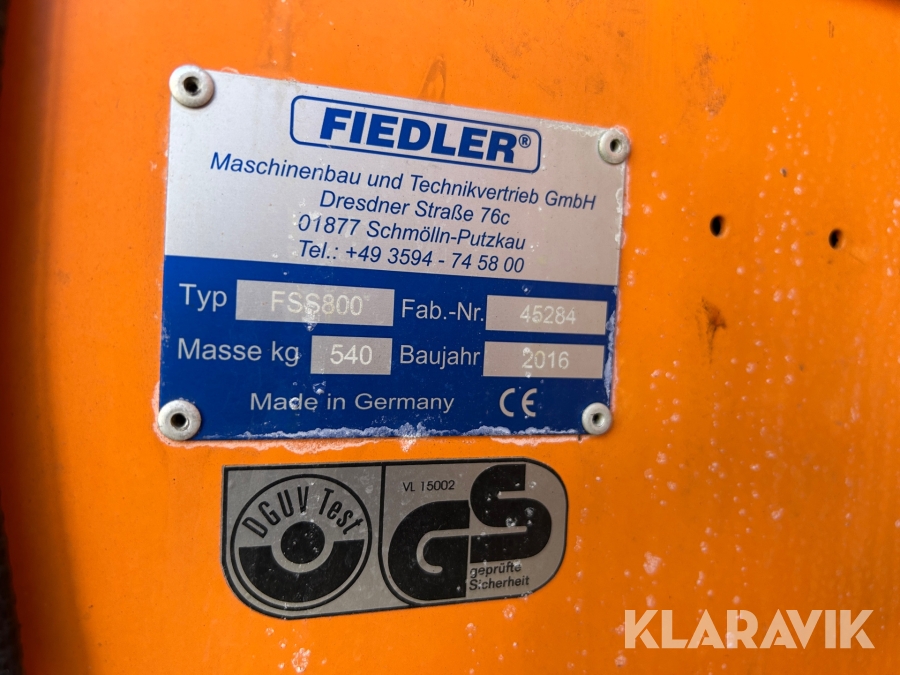 FIEDLER®
Maschinenbau und Technikvertrieb GmbH
Dresdner Straße 76c
01877 Schmölln-Putzkau
Tel.: +49 3594 - 74 58 00
Typ FSS800 Fab.-Nr. 45284
Masse kg 540 Baujahr 2016
Made in Germany CE
DGUV Test
VL 15002
GS
geprüfte
Sicherheit
KLARAVIK